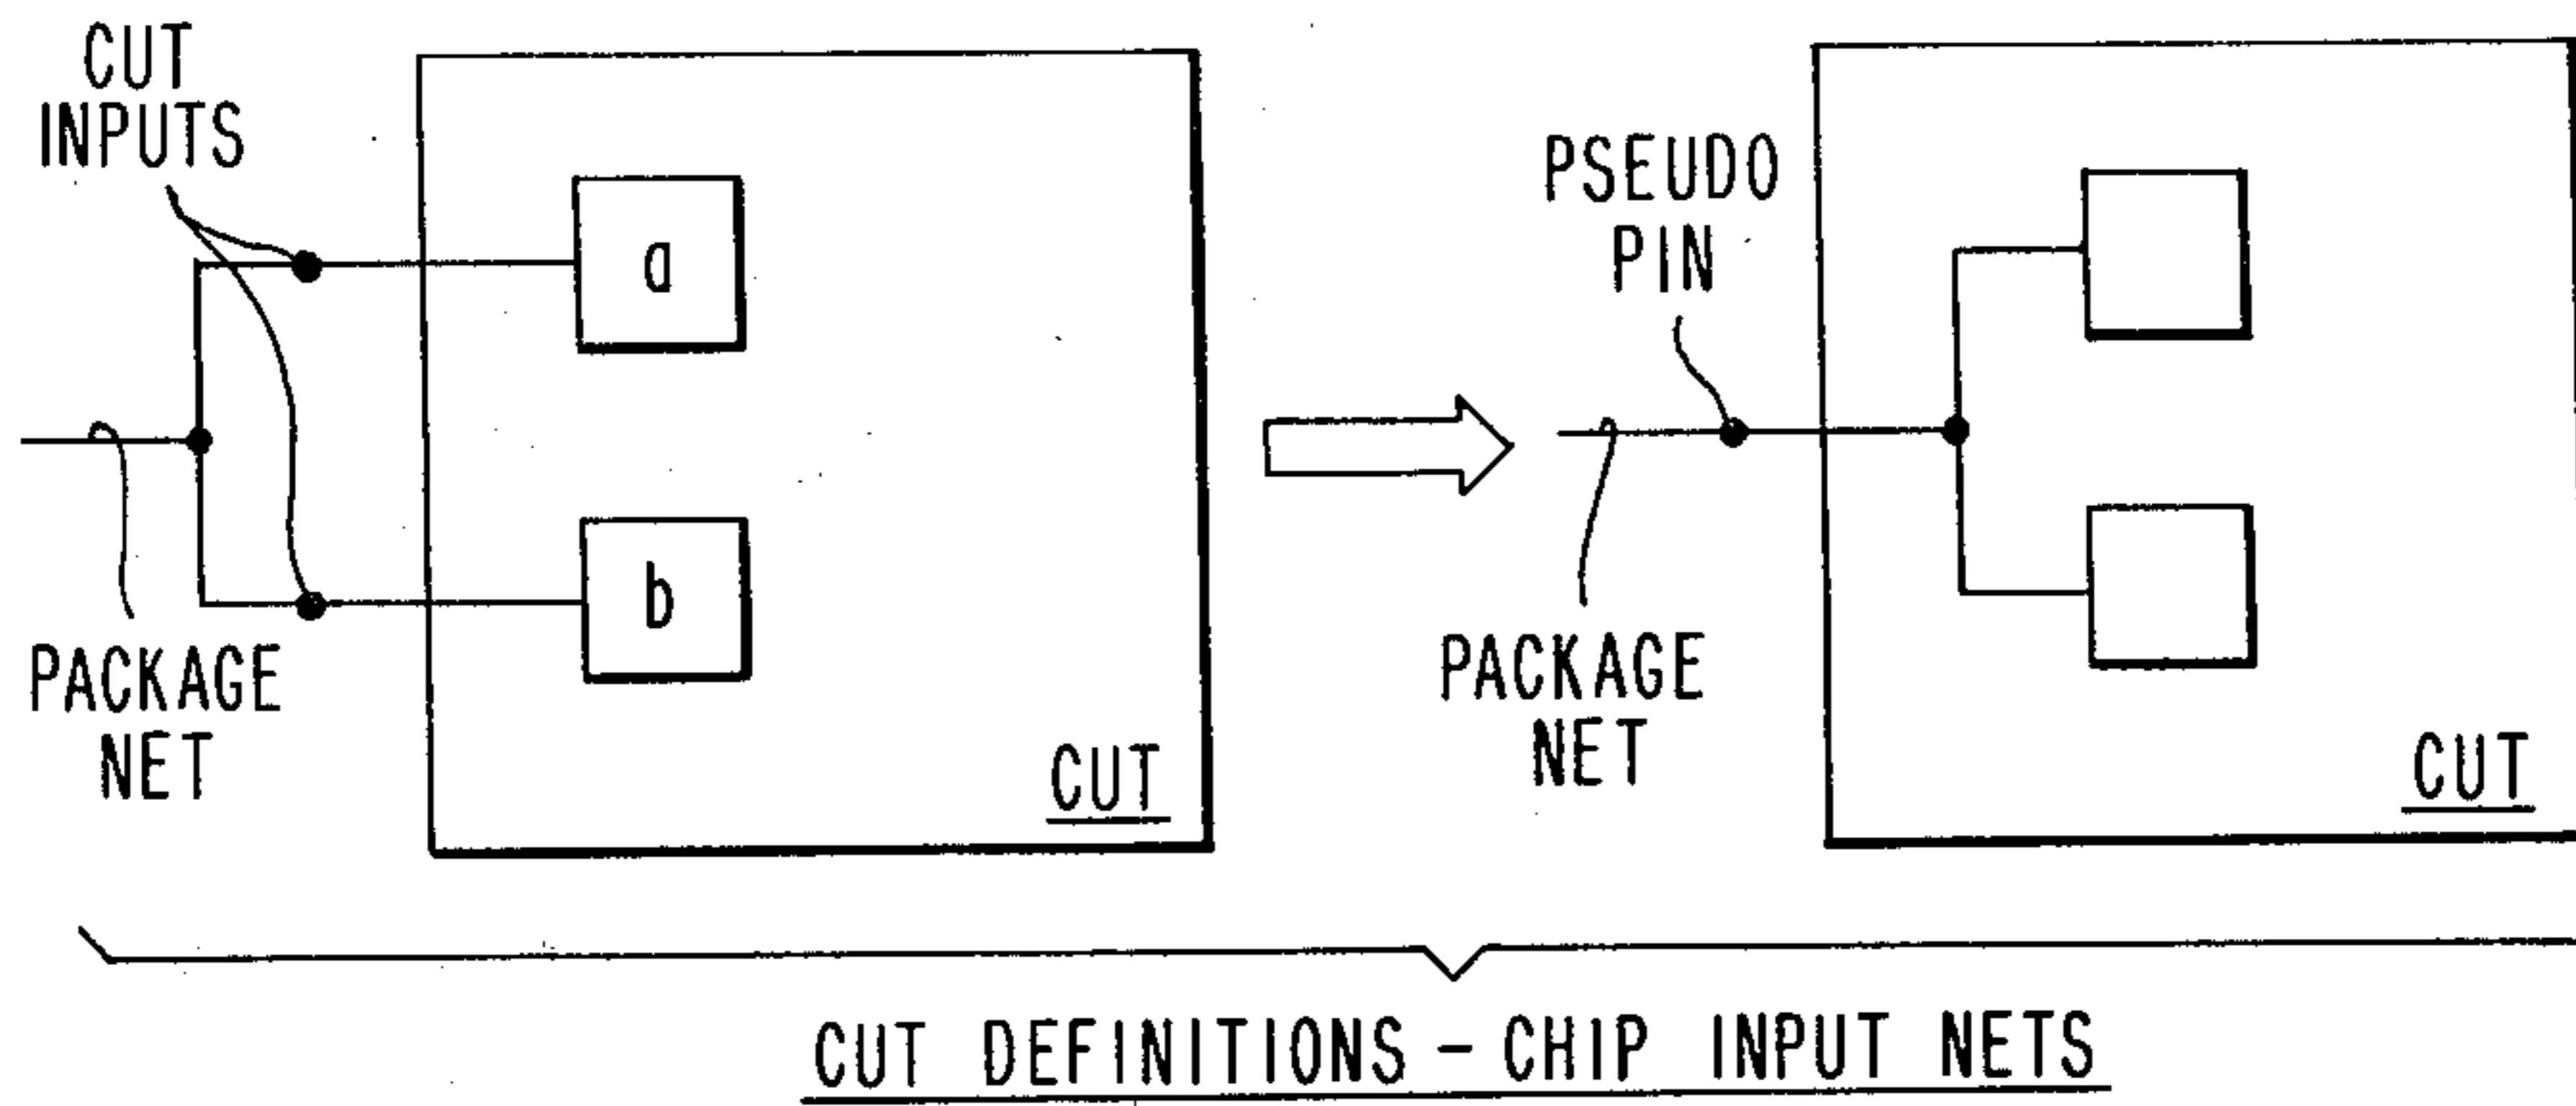 CUT
INPUTS
a
b
PACKAGE
NET
CUT
PSEUDO
PIN
PACKAGE
NET
CUT
CUT DEFINITIONS - CHIP INPUT NETS